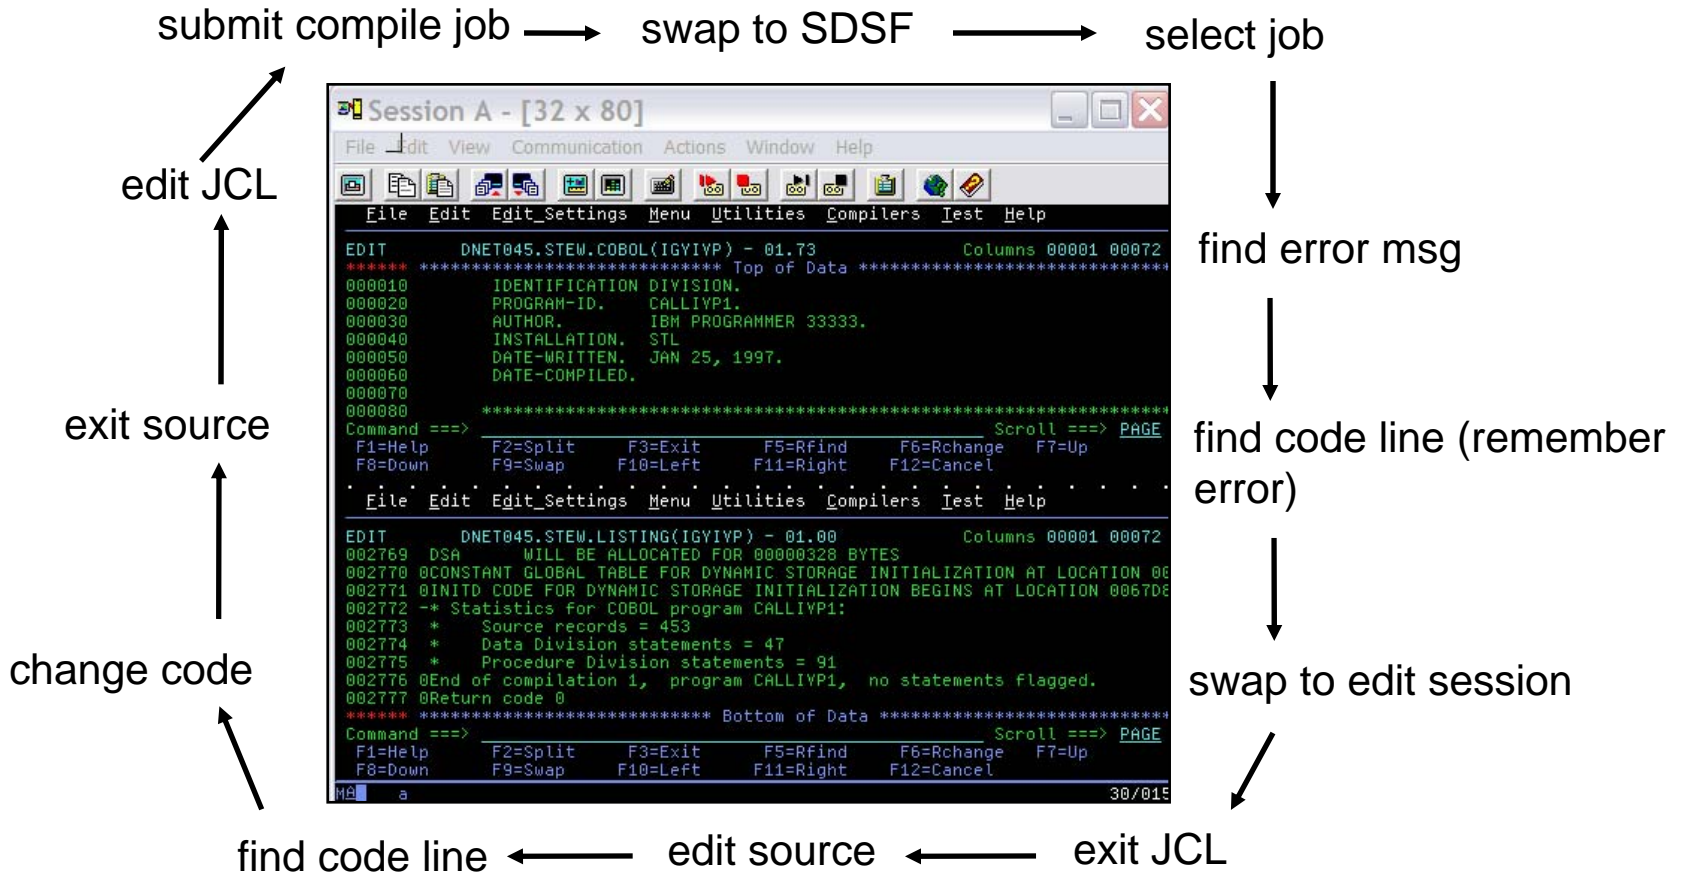 submit compile job
swap to SDSF
select job
find error msg
find code line (remember
error)
swap to edit session
exit JCL
edit source
find code line
change code
exit source
edit JCL
Session A - [32 x 80]
File Edit View Communication Actions Window Help
File Edit Edit_Settings Menu Utilities Compilers Test Help
EDIT DNET045.STEW.COBOL(IGYIVP) - 01.73 Columns 00001 00072
****** ***************************** Top of Data ******************************
000010 IDENTIFICATION DIVISION.
000020 PROGRAM-ID. CALLIVP1.
000030 AUTHOR. IBM PROGRAMMER 33333.
000040 INSTALLATION. STL
000050 DATE-WRITTEN. JAN 25, 1997.
000060 DATE-COMPILED.
000070
000080 ******************************************************************
Command ===> Scroll ===> PAGE
F1=Help F2=Split F3=Exit F5=Rfind F6=Rchange F7=Up
F8=Down F9=Swap F10=Left F11=Right F12=Cancel
File Edit Edit_Settings Menu Utilities Compilers Test Help
EDIT DNET045.STEW.LISTING(IGYIVP) - 01.00 Columns 00001 00072
002769 DSA WILL BE ALLOCATED FOR 00000328 BYTES
002770 0CONSTANT GLOBAL TABLE FOR DYNAMIC STORAGE INITIALIZATION AT LOCATION 00
002771 0INITD CODE FOR DYNAMIC STORAGE INITIALIZATION BEGINS AT LOCATION 0067D8
002772 -* Statistics for COBOL program CALLIVP1:
002773 * Source records = 453
002774 * Data Division statements = 47
002775 * Procedure Division statements = 91
002776 0End of compilation 1, program CALLIVP1, no statements flagged.
002777 0Return code 0
****** **************************** Bottom of Data ****************************
Command ===> Scroll ===> PAGE
F1=Help F2=Split F3=Exit F5=Rfind F6=Rchange F7=Up
F8=Down F9=Swap F10=Left F11=Right F12=Cancel
MA a 30/015